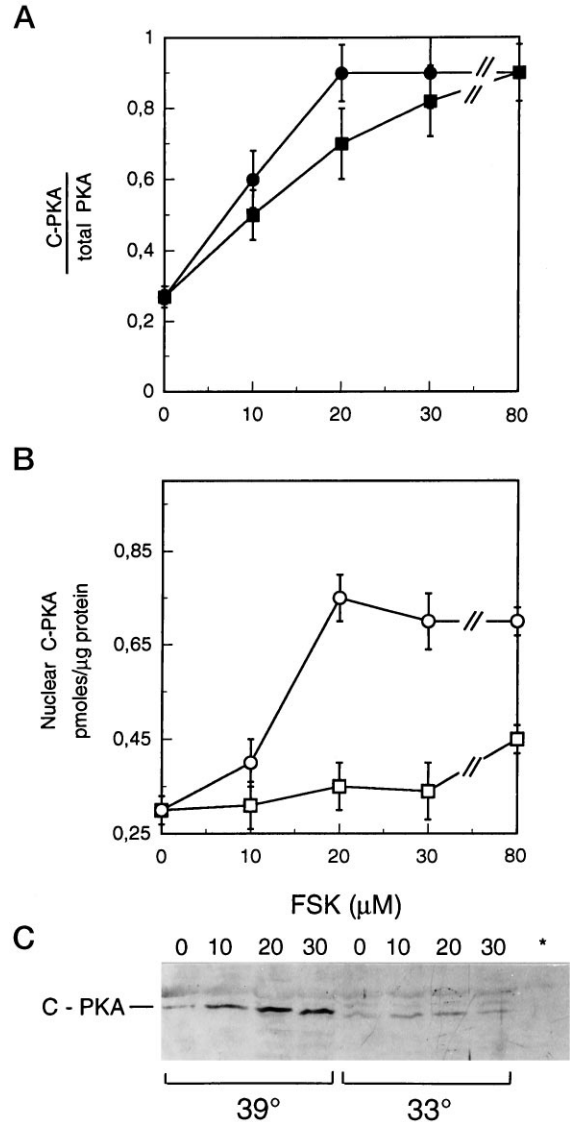 A
1
0,8
0,6
0,4
0,2
0
C-PKA
total PKA
0 10 20 30 80
B
0,85
0,65
0,45
0,25
Nuclear C-PKA
pmoles/µg protein
0 10 20 30 80
FSK (µM)
C
0 10 20 30 0 10 20 30 *
C - PKA
39° 33°